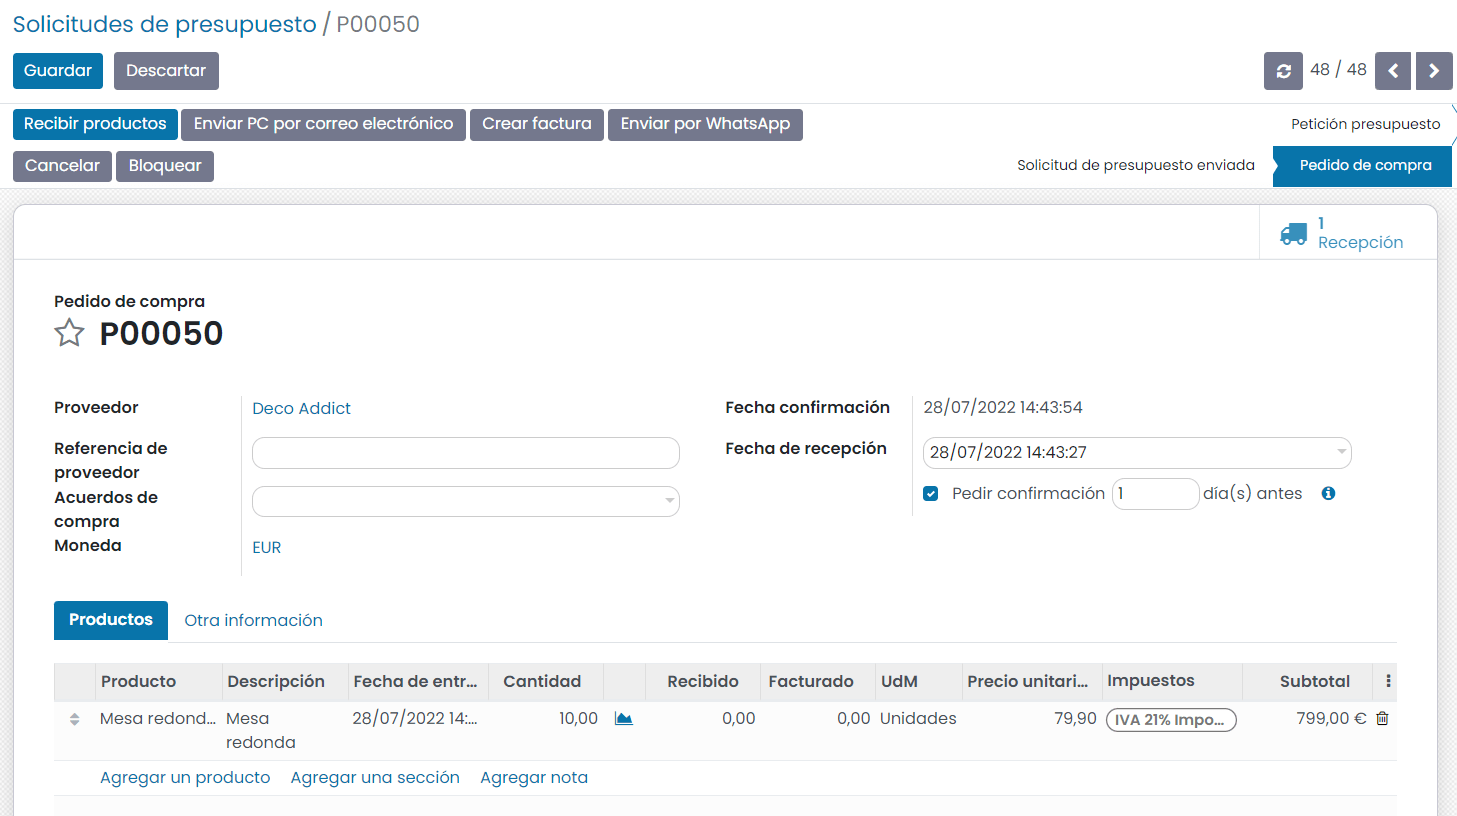 Solicitudes de presupuesto / P00050
Guardar Descartar 48 / 48
Recibir productos Enviar PC por correo electrónico Crear factura Enviar por WhatsApp Petición presupuesto
Cancelar Bloquear Solicitud de presupuesto enviada Pedido de compra
1
Recepción
Pedido de compra
P00050
Proveedor Deco Addict
Referencia de
proveedor
Acuerdos de
compra
Moneda EUR
Fecha confirmación 28/07/2022 14:43:54
Fecha de recepción 28/07/2022 14:43:27
Pedir confirmación 1 día(s) antes
Productos Otra información
Producto Descripción Fecha de entr... Cantidad Recibido Facturado UdM Precio unitari... Impuestos Subtotal
Mesa redond... Mesa 28/07/2022 14:... 10,00 0,00 0,00 Unidades 79,90 IVA 21% Impo... 799,00 €
redonda
Agregar un producto Agregar una sección Agregar nota